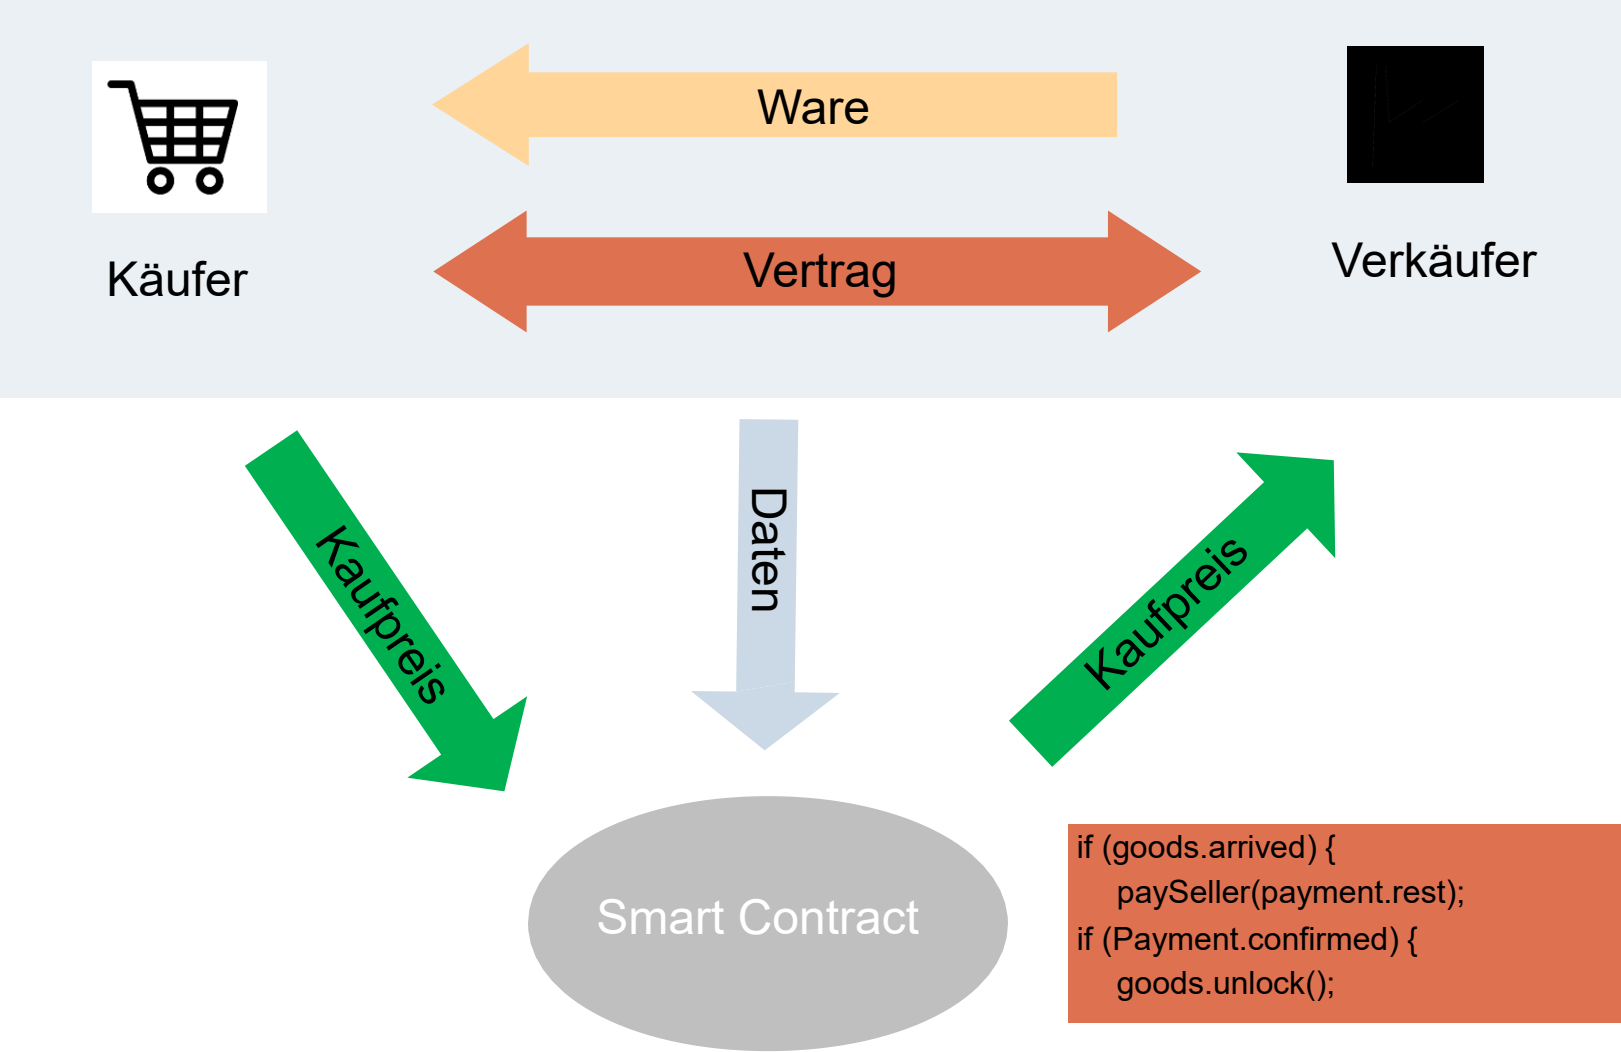 Ware
Käufer
Vertrag
Verkäufer
Kaufpreis
Daten
Kaufpreis
Smart Contract
if (goods.arrived) {
paySeller(payment.rest);
if (Payment.confirmed) {
goods.unlock();